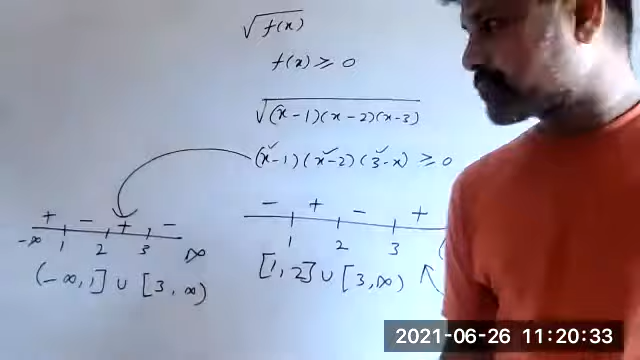 √f(x)
f(x) ≥ 0
√(x-1)(x-2)(x-3)
(x-1)(x-2)(3-x) ≥ 0
+ - + -
-∞ 1 2 3 ∞
(-∞, 1] ∪ [3, ∞)
- + - +
1 2 3
[1, 2] ∪ [3, ∞)
2021-06-26 11:20:33